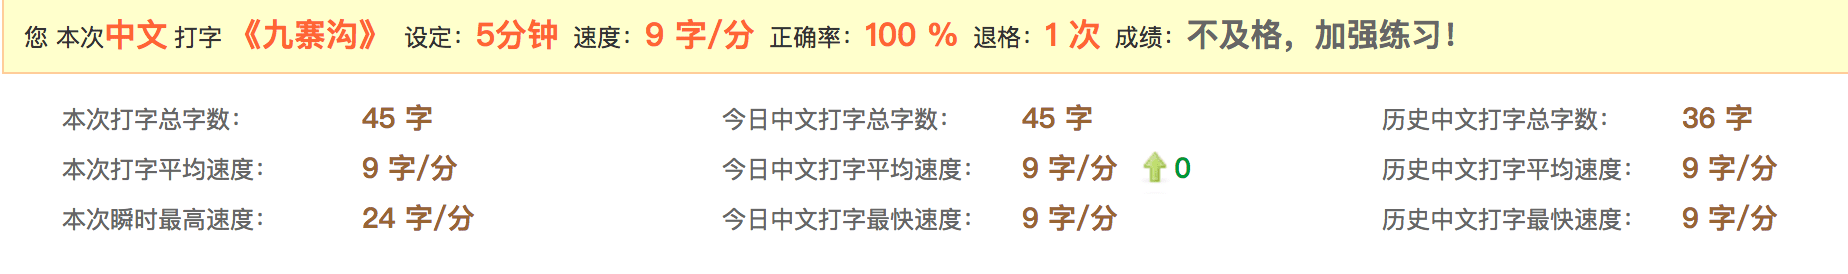 您 本次中文 打字 《九寨沟》 设定：5分钟 速度：9 字/分 正确率：100 % 退格：1 次 成绩：不及格，加强练习！
本次打字总字数： 45 字 今日中文打字总字数： 45 字 历史中文打字总字数： 36 字
本次打字平均速度： 9 字/分 今日中文打字平均速度： 9 字/分 0 历史中文打字平均速度： 9 字/分
本次瞬时最高速度： 24 字/分 今日中文打字最快速度： 9 字/分 历史中文打字最快速度： 9 字/分